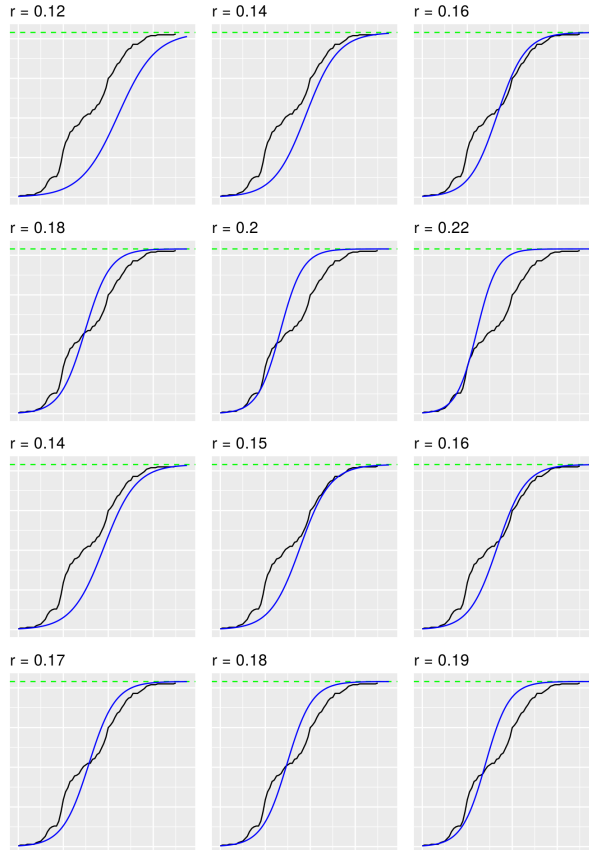 r = 0.12
r = 0.14
r = 0.16
r = 0.18
r = 0.2
r = 0.22
r = 0.14
r = 0.15
r = 0.16
r = 0.17
r = 0.18
r = 0.19